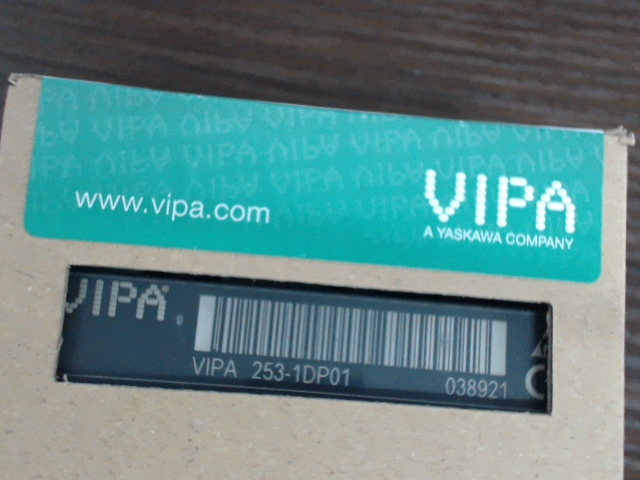 www.vipa.com
VIPA
A YASKAWA COMPANY
VIPA
VIPA 253-1DP01
038921